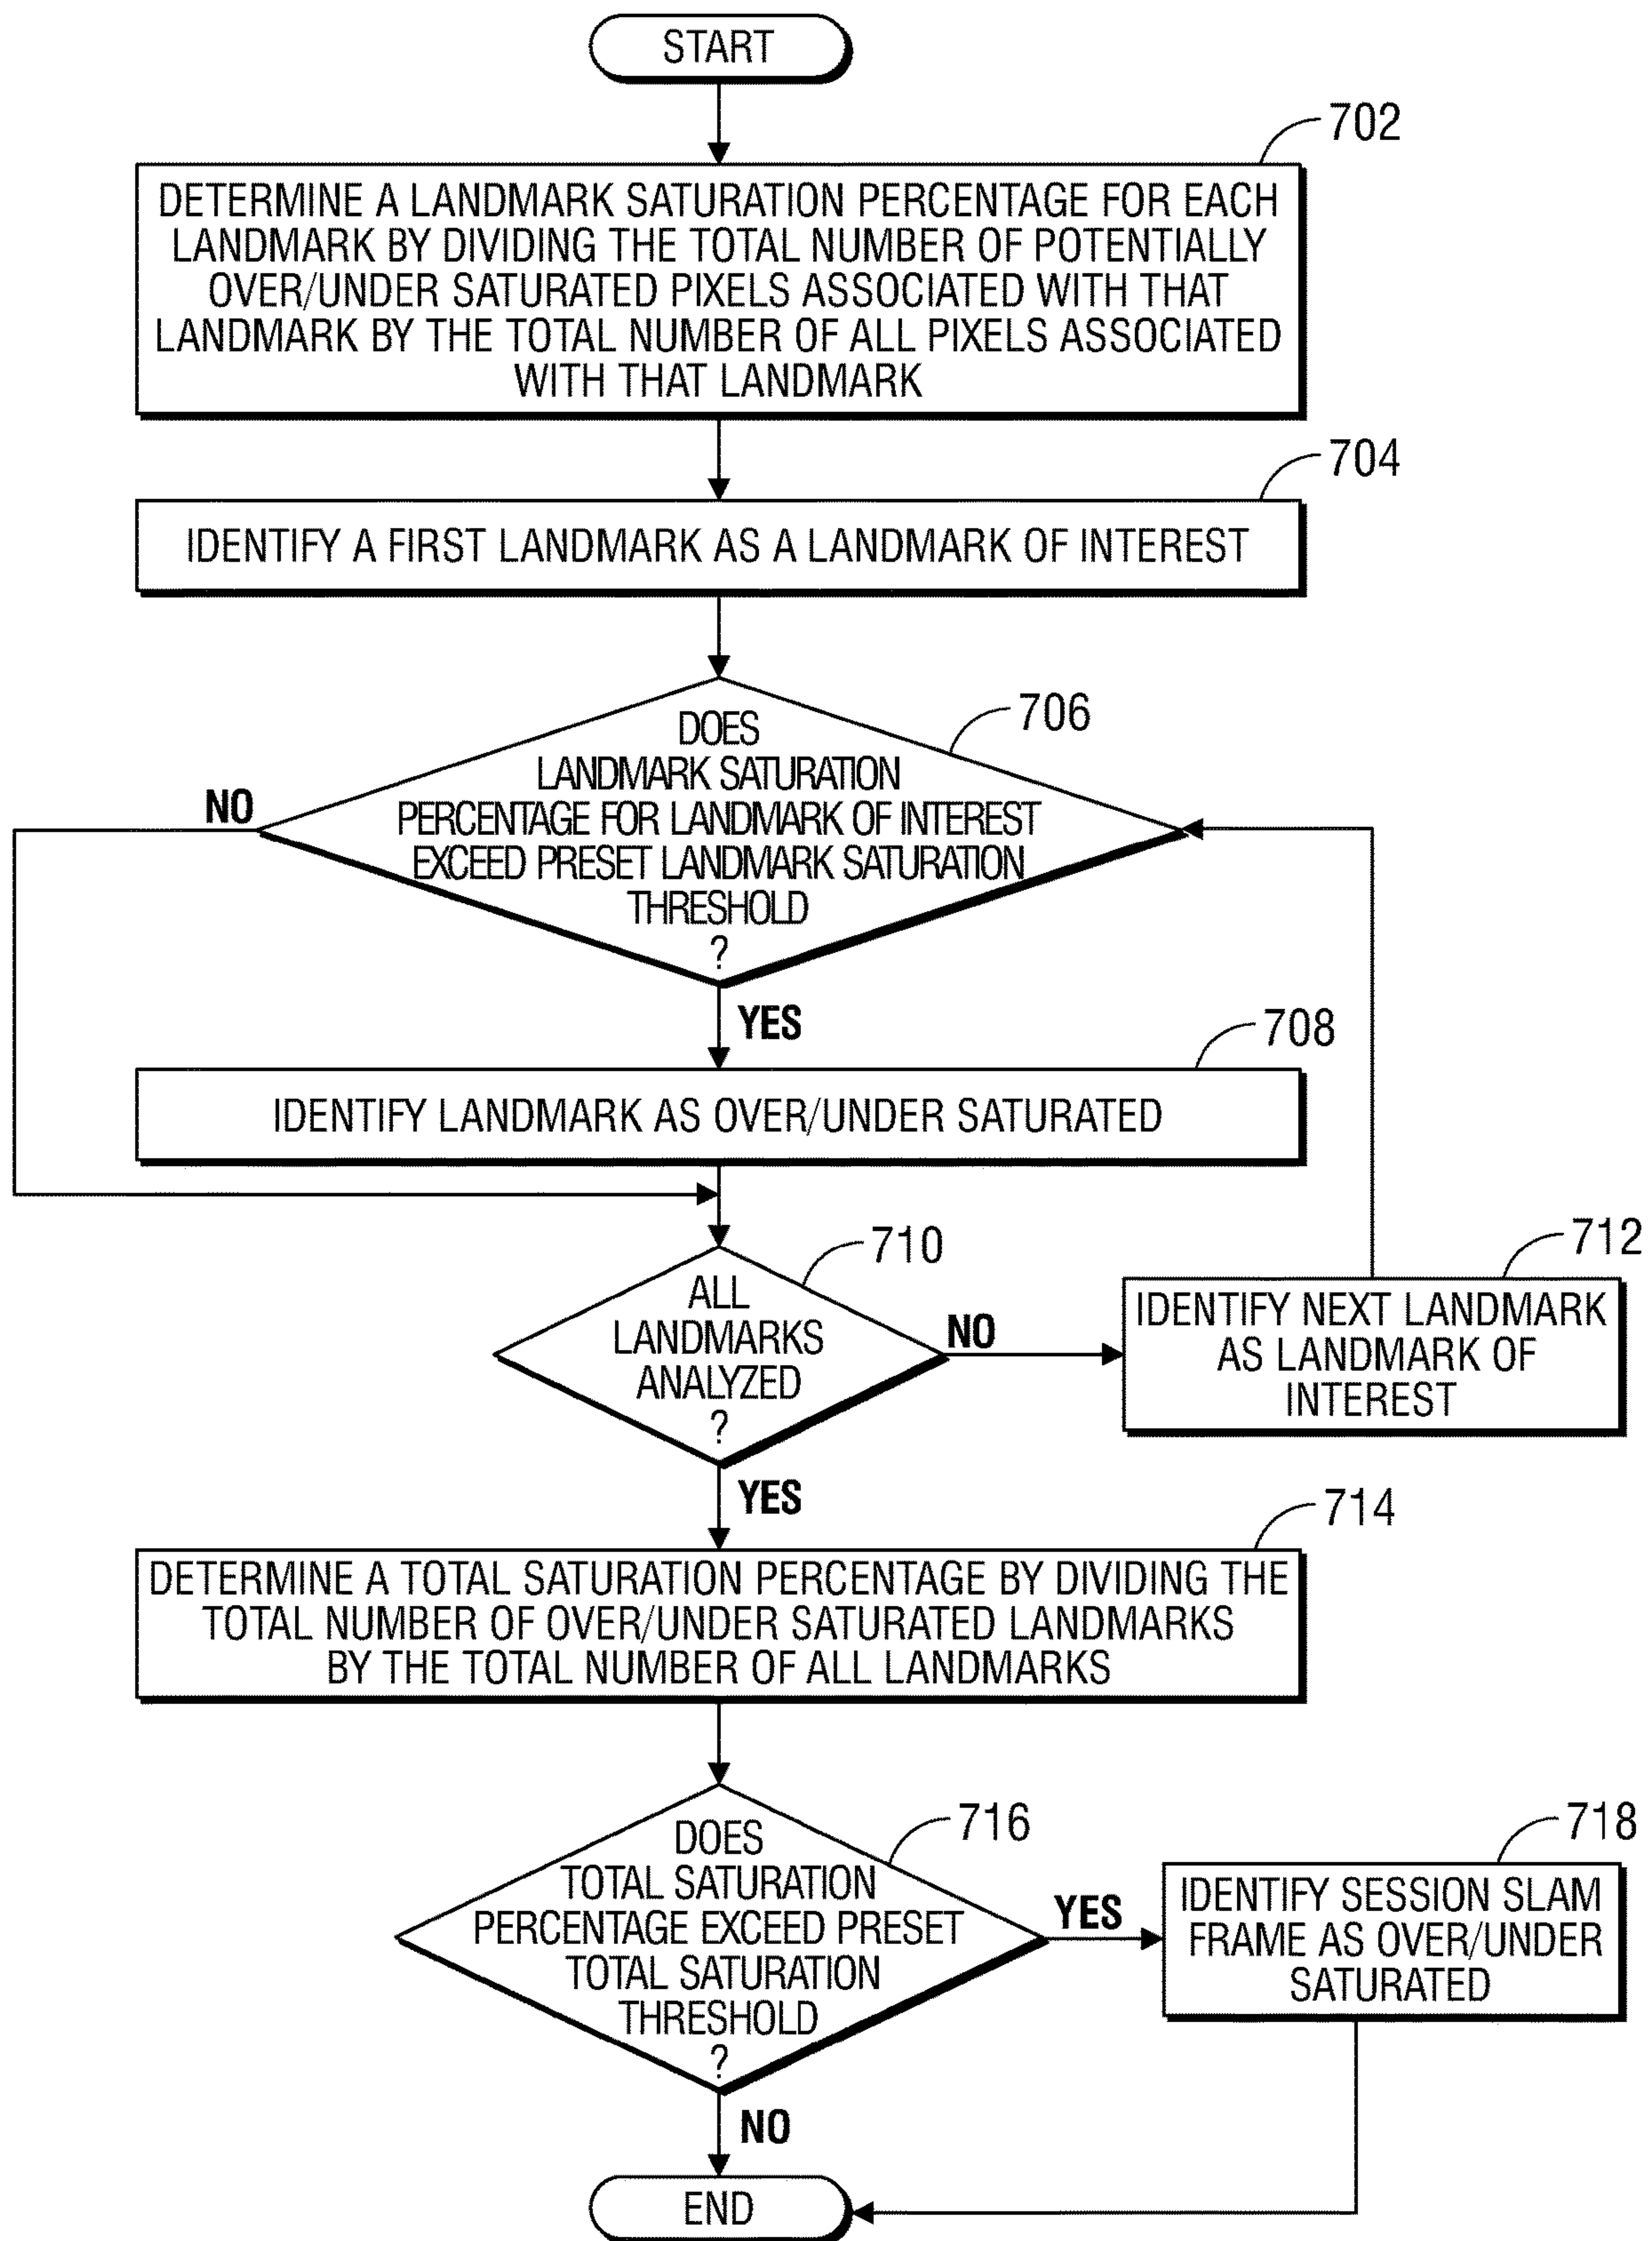 START
702
DETERMINE A LANDMARK SATURATION PERCENTAGE FOR EACH
LANDMARK BY DIVIDING THE TOTAL NUMBER OF POTENTIALLY
OVER/UNDER SATURATED PIXELS ASSOCIATED WITH THAT
LANDMARK BY THE TOTAL NUMBER OF ALL PIXELS ASSOCIATED
WITH THAT LANDMARK
704
IDENTIFY A FIRST LANDMARK AS A LANDMARK OF INTEREST
706
DOES
LANDMARK SATURATION
PERCENTAGE FOR LANDMARK OF INTEREST
EXCEED PRESET LANDMARK SATURATION
THRESHOLD
?
NO
YES
708
IDENTIFY LANDMARK AS OVER/UNDER SATURATED
710
ALL
LANDMARKS
ANALYZED
?
NO
712
IDENTIFY NEXT LANDMARK
AS LANDMARK OF
INTEREST
YES
714
DETERMINE A TOTAL SATURATION PERCENTAGE BY DIVIDING THE
TOTAL NUMBER OF OVER/UNDER SATURATED LANDMARKS
BY THE TOTAL NUMBER OF ALL LANDMARKS
716
DOES
TOTAL SATURATION
PERCENTAGE EXCEED PRESET
TOTAL SATURATION
THRESHOLD
?
YES
718
IDENTIFY SESSION SLAM
FRAME AS OVER/UNDER
SATURATED
NO
END